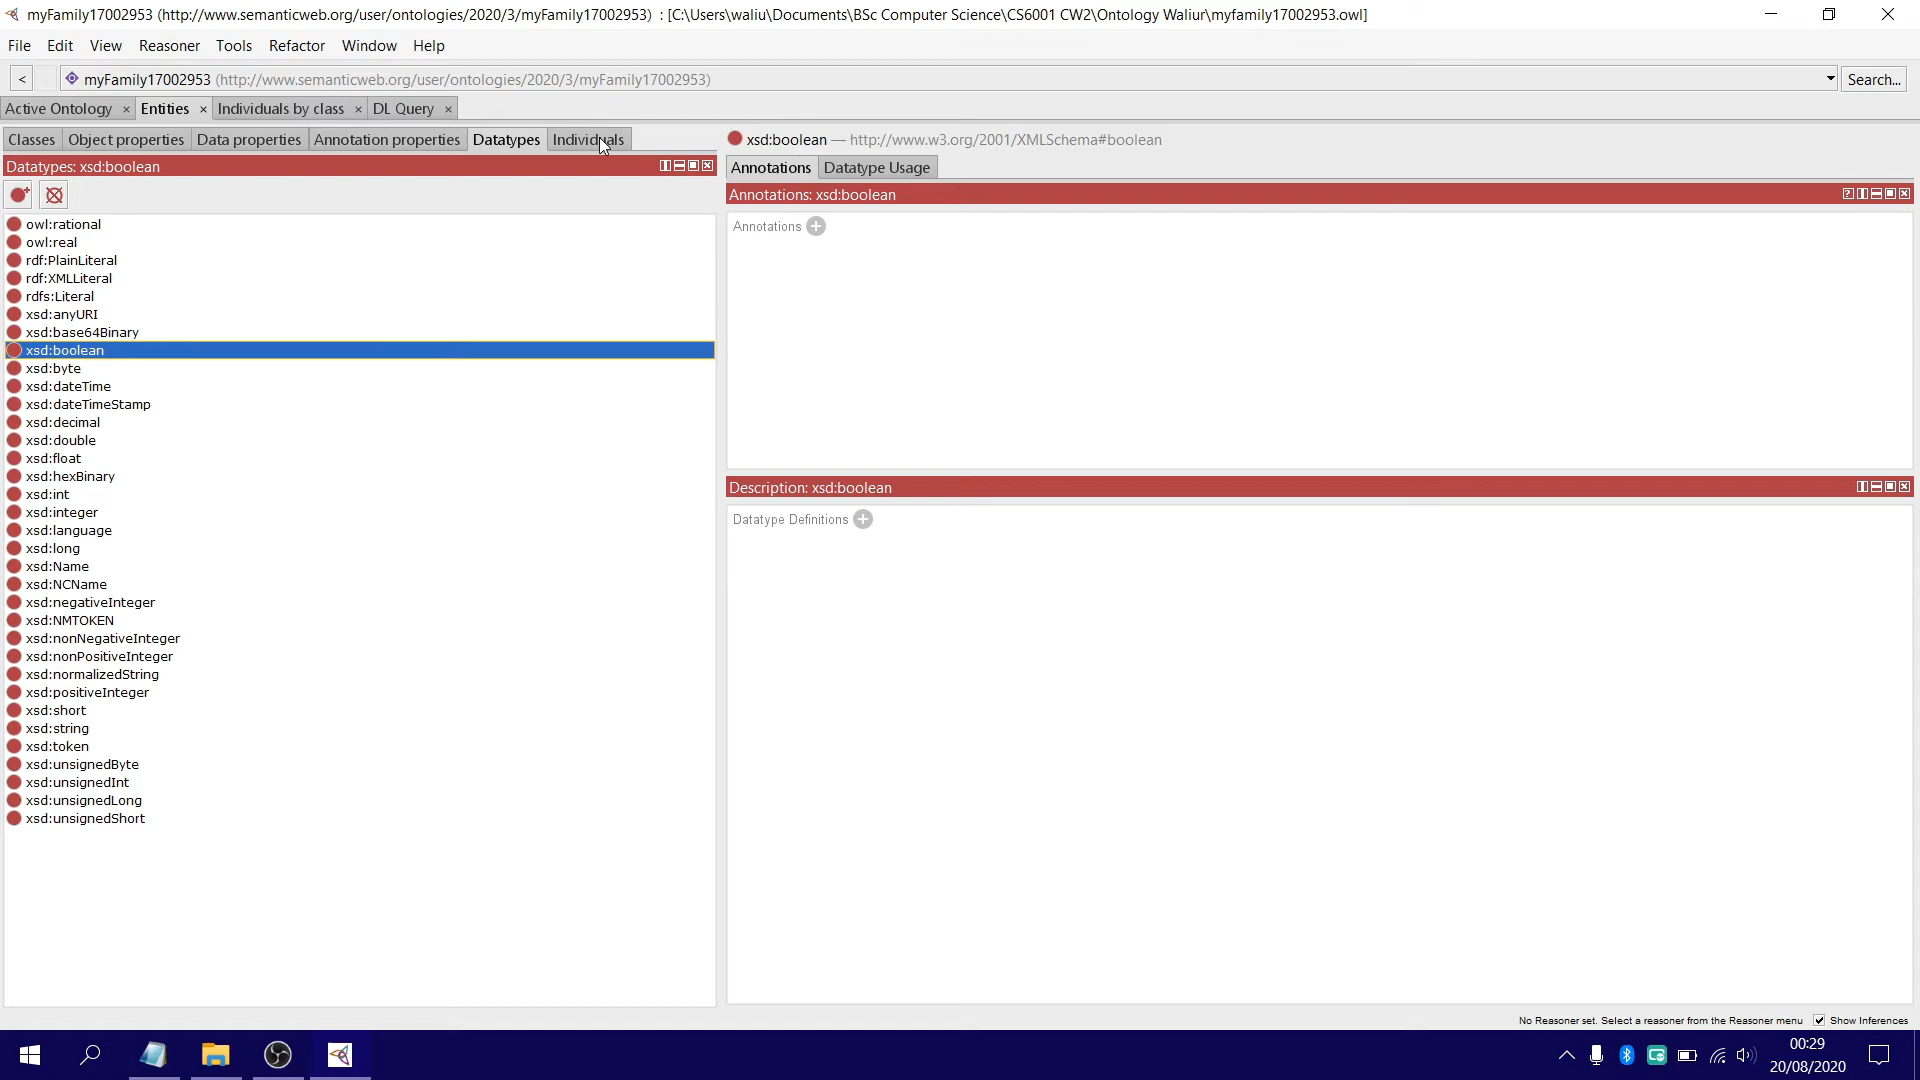 myFamily17002953 (http://www.semanticweb.org/user/ontologies/2020/3/myFamily17002953) : [C:\Users\waliu\Documents\BSc Computer Science\CS6001 CW2\Ontology Waliur\myfamily17002953.owl]
File Edit View Reasoner Tools Refactor Window Help
< myFamily17002953 (http://www.semanticweb.org/user/ontologies/2020/3/myFamily17002953) Search...
Active Ontology × Entities × Individuals by class × DL Query ×
Classes Object properties Data properties Annotation properties Datatypes Individuals
Datatypes: xsd:boolean
owl:rational
owl:real
rdf:PlainLiteral
rdf:XMLLiteral
rdfs:Literal
xsd:anyURI
xsd:base64Binary
xsd:boolean
xsd:byte
xsd:dateTime
xsd:dateTimeStamp
xsd:decimal
xsd:double
xsd:float
xsd:hexBinary
xsd:int
xsd:integer
xsd:language
xsd:long
xsd:Name
xsd:NCName
xsd:negativeInteger
xsd:NMTOKEN
xsd:nonNegativeInteger
xsd:nonPositiveInteger
xsd:normalizedString
xsd:positiveInteger
xsd:short
xsd:string
xsd:token
xsd:unsignedByte
xsd:unsignedInt
xsd:unsignedLong
xsd:unsignedShort
xsd:boolean — http://www.w3.org/2001/XMLSchema#boolean
Annotations Datatype Usage
Annotations: xsd:boolean
Annotations
Description: xsd:boolean
Datatype Definitions
No Reasoner set. Select a reasoner from the Reasoner menu Show Inferences
00:29
20/08/2020